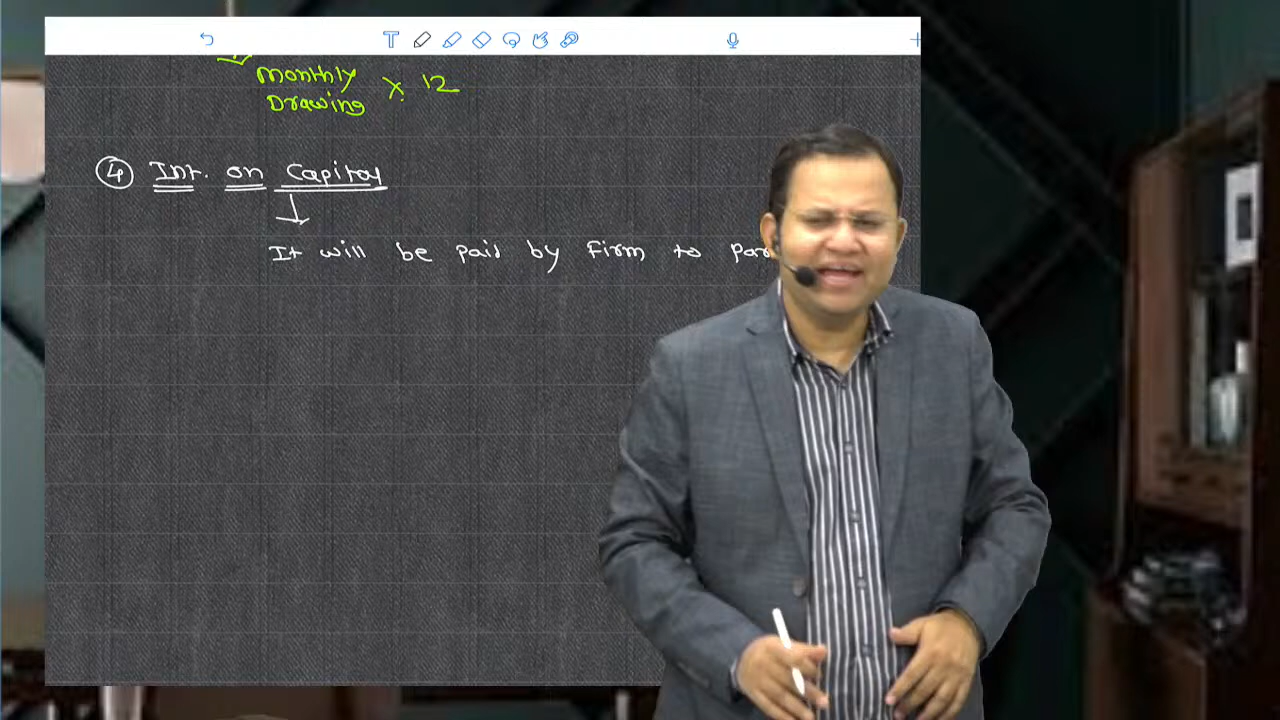 Monthly
Drawing × 12
④ Int. on Capital
It will be paid by Firm to